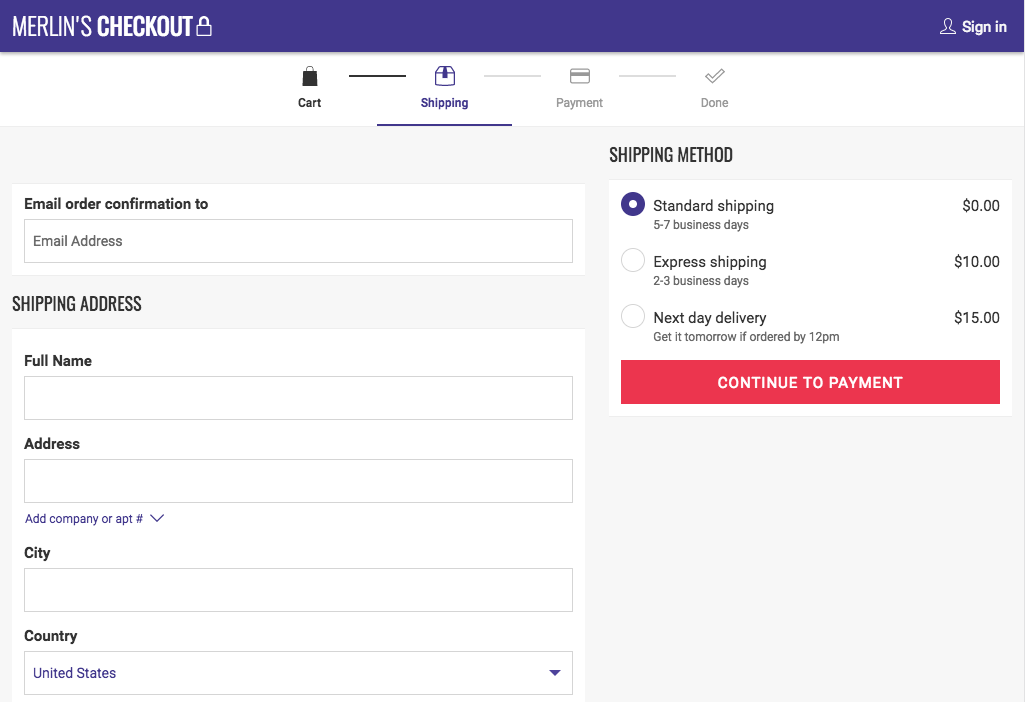 MERLIN'S CHECKOUT
Sign in
Cart
Shipping
Payment
Done
Email order confirmation to
Email Address
SHIPPING ADDRESS
Full Name
Address
Add company or apt #
City
Country
United States
SHIPPING METHOD
Standard shipping $0.00
5-7 business days
Express shipping $10.00
2-3 business days
Next day delivery $15.00
Get it tomorrow if ordered by 12pm
CONTINUE TO PAYMENT